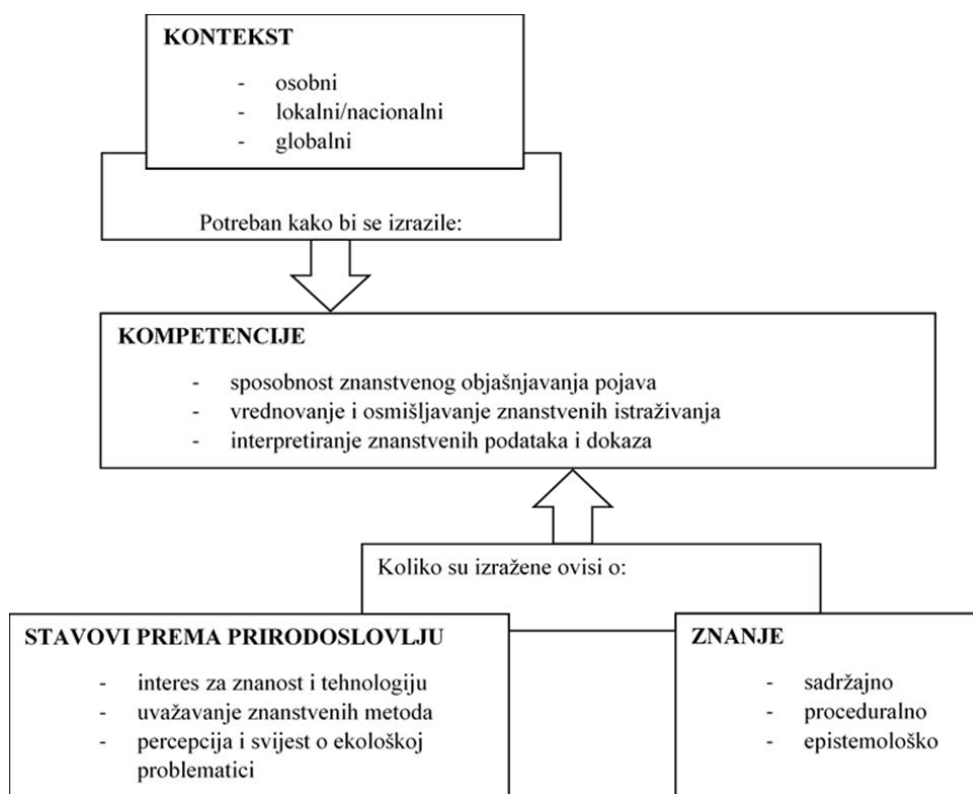 KONTEKST
- osobni
- lokalni/nacionalni
- globalni
Potreban kako bi se izrazile:
KOMPETENCIJE
- sposobnost znanstvenog objašnjavanja pojava
- vrednovanje i osmišljavanje znanstvenih istraživanja
- interpretiranje znanstvenih podataka i dokaza
Koliko su izražene ovisi o:
STAVOVI PREMA PRIRODOSLOVLJU
- interes za znanost i tehnologiju
- uvažavanje znanstvenih metoda
- percepcija i svijest o ekološkoj
problematici
ZNANJE
- sadržajno
- proceduralno
- epistemološko